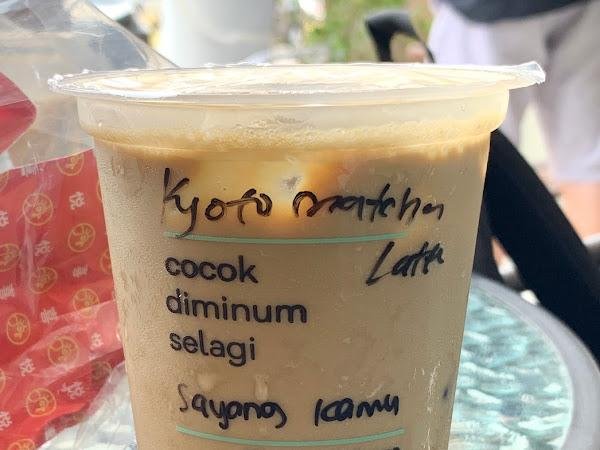 Kyoto matcha
Latte
cocok
diminum
selagi
sayang kamu